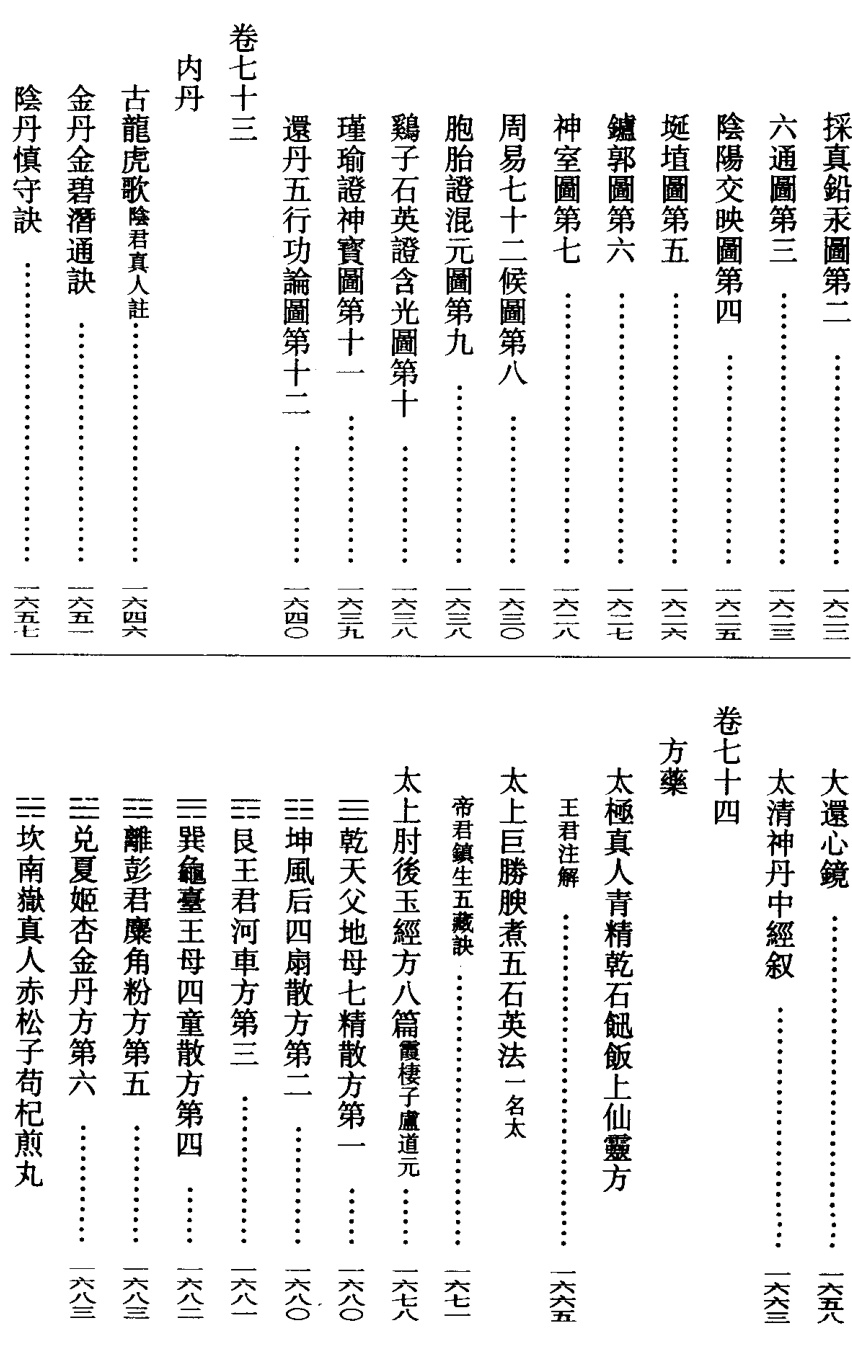 採真鉛汞圖第二……一六二二
六通圖第三……一六二三
陰陽交映圖第四……一六二五
埏埴圖第五……一六二六
鑪郭圖第六……一六二七
神室圖第七……一六二八
周易七十二候圖第八……一六三〇
胞胎證混元圖第九……一六三八
鷄子石英證含光圖第十……一六三八
瑾瑜證神寳圖第十一……一六三九
還丹五行功論圖第十二……一六四〇
卷七十三
内丹
古龍虎歌陰君真人註……一六四六
金丹金碧潛通訣……一六五一
陰丹慎守訣……一六五七
大還心鏡……一六五八
太清神丹中經叙……一六六三
卷七十四
方藥
太極真人青精乾石䭀飯上仙靈方
王君注解……一六六五
太上巨勝腴煮五石英法一名太
帝君鎮生五藏訣……一六七一
太上肘後玉經方八篇霞棲子盧道元……一六七八
☰乾天父地母七精散方第一……一六八〇
☷坤風后四扇散方第二……一六八〇
☶艮王君河車方第三……一六八一
☴巽龜臺王母四童散方第四……一六八二
☲離彭君麋角粉方第五……一六八三
☱兑夏姬杏金丹方第六……一六八三
☵坎南嶽真人赤松子苟杞煎丸